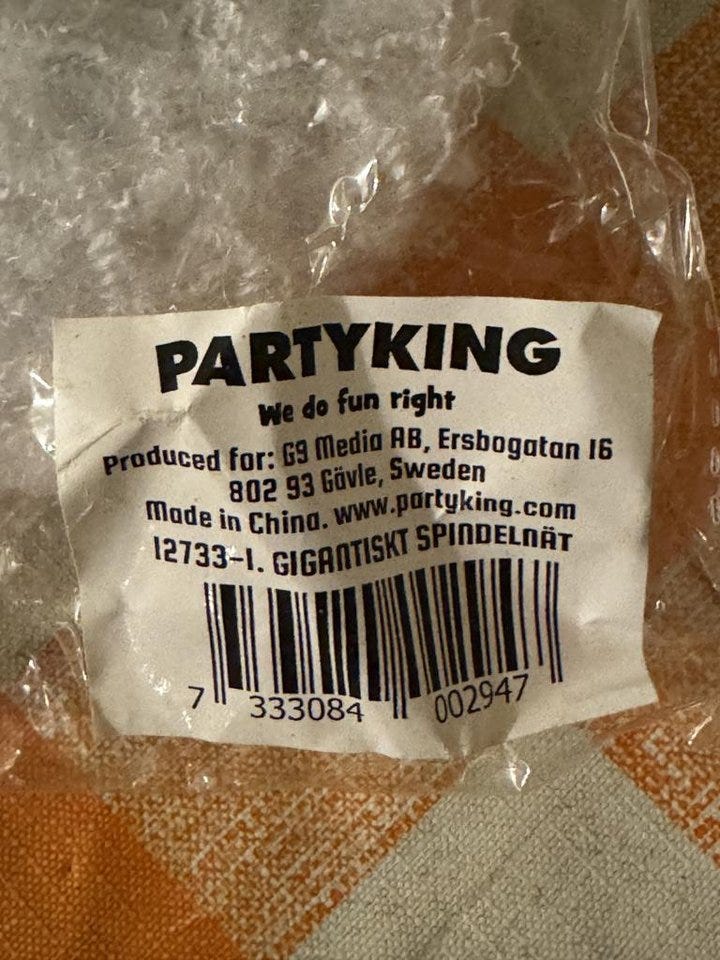 PARTYKING
We do fun right
Produced for: G9 Media AB, Ersbogatan 16
802 93 Gävle, Sweden
Made in China. www.partyking.com
12733-1. GIGANTISKT SPINDELNÄT
7 333084 002947